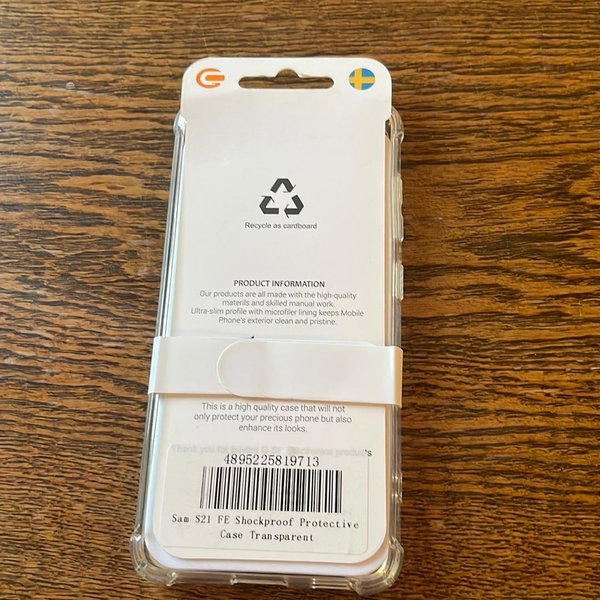 Recycle as cardboard
PRODUCT INFORMATION
Our products are all made with the high-quality
materils and skilled manual work.
Ultra-slim profile with microfiler lining keeps Mobile
Phone's exterior clean and pristine.
This is a high quality case that will not
only protect your precious phone but also
enhance its looks.
Thank you products
4895225819713
Sam S21 FE Shockproof Protective
Case Transparent